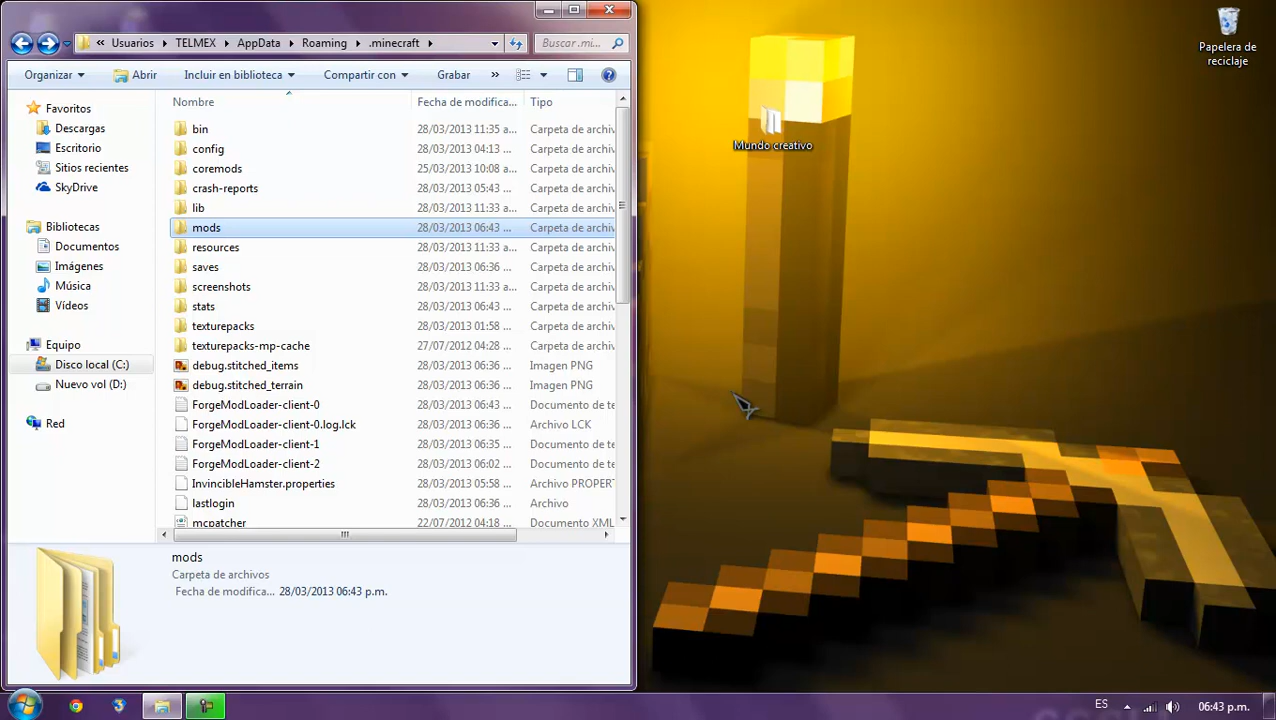 Usuarios TELMEX AppData Roaming .minecraft
Buscar .mi...
Organizar Abrir Incluir en biblioteca Compartir con Grabar »
Nombre Fecha de modifica... Tipo
Favoritos
Descargas
Escritorio
Sitios recientes
SkyDrive
Bibliotecas
Documentos
Imágenes
Música
Vídeos
Equipo
Disco local (C:)
Nuevo vol (D:)
Red
bin 28/03/2013 11:35 a... Carpeta de archiv
config 28/03/2013 04:13 ... Carpeta de archiv
coremods 25/03/2013 10:08 a... Carpeta de archiv
crash-reports 28/03/2013 05:43 ... Carpeta de archiv
lib 28/03/2013 11:33 a... Carpeta de archiv
mods 28/03/2013 06:43 ... Carpeta de archiv
resources 28/03/2013 11:33 a... Carpeta de archiv
saves 28/03/2013 06:36 ... Carpeta de archiv
screenshots 28/03/2013 11:33 a... Carpeta de archiv
stats 28/03/2013 06:43 ... Carpeta de archiv
texturepacks 28/03/2013 01:58 ... Carpeta de archiv
texturepacks-mp-cache 27/07/2012 04:28 ... Carpeta de archiv
debug.stitched_items 28/03/2013 06:36 ... Imagen PNG
debug.stitched_terrain 28/03/2013 06:36 ... Imagen PNG
ForgeModLoader-client-0 28/03/2013 06:43 ... Documento de te
ForgeModLoader-client-0.log.lck 28/03/2013 06:36 ... Archivo LCK
ForgeModLoader-client-1 28/03/2013 06:35 ... Documento de te
ForgeModLoader-client-2 28/03/2013 06:02 ... Documento de te
InvincibleHamster.properties 28/03/2013 05:58 ... Archivo PROPER
lastlogin 28/03/2013 06:36 ... Archivo
mcpatcher 22/07/2012 04:18 ... Documento XML
mods
Carpeta de archivos
Fecha de modifica... 28/03/2013 06:43 p.m.
Mundo creativo
Papelera de
reciclaje
ES 06:43 p.m.